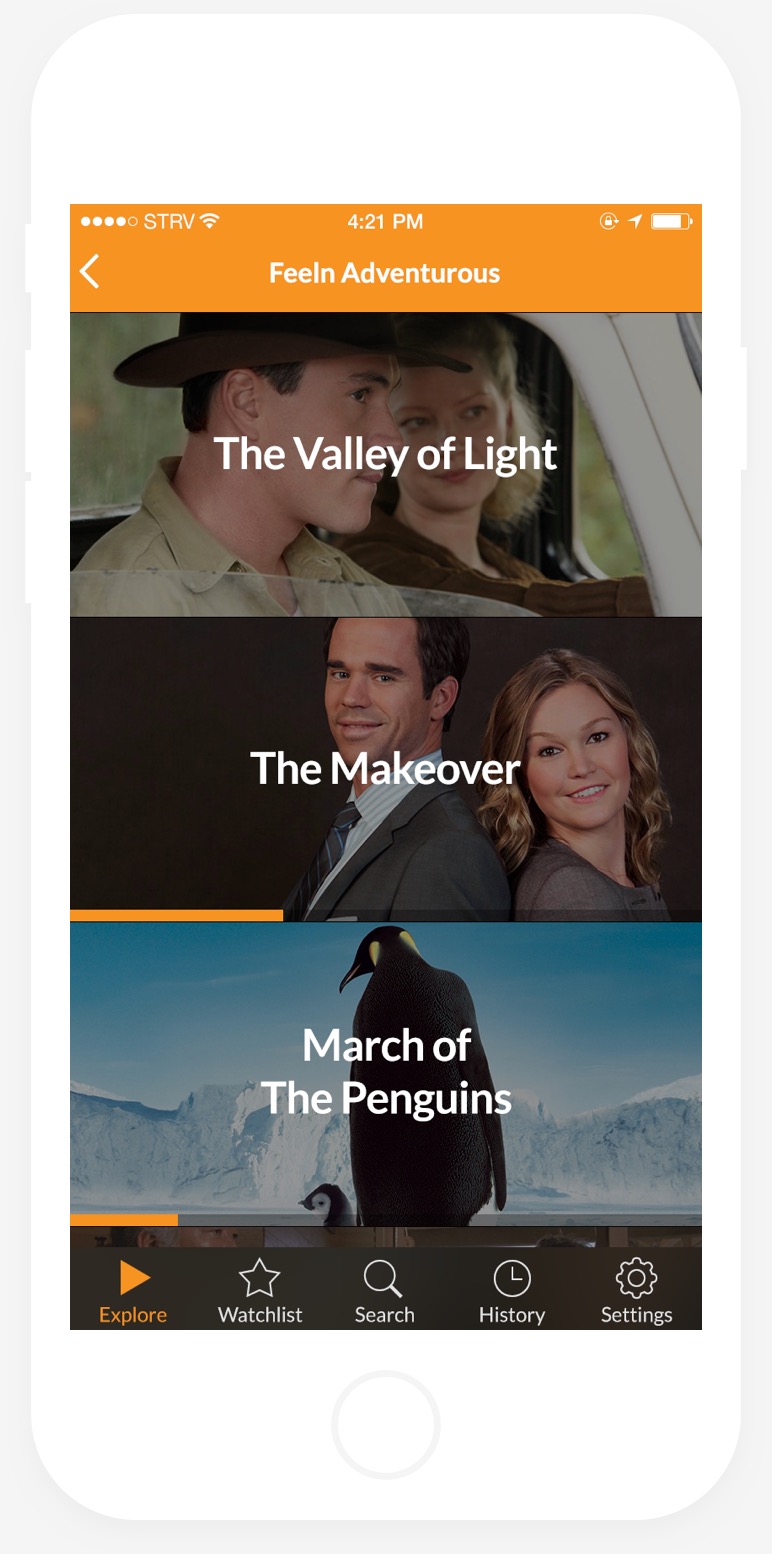 STRV 4:21 PM
Feeln Adventurous
The Valley of Light
The Makeover
March of
The Penguins
Explore Watchlist Search History Settings